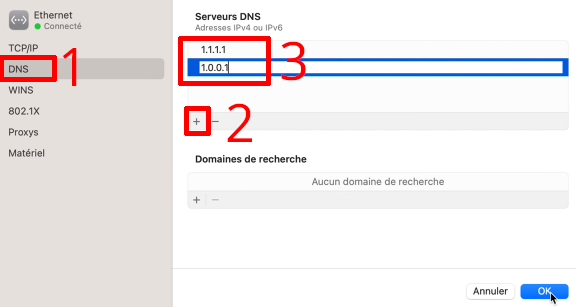 Ethernet
Connecté
TCP/IP
DNS
WINS
802.1X
Proxys
Matériel
1
Serveurs DNS
Adresses IPv4 ou IPv6
1.1.1.1
1.0.0.1
3
+ −
2
Domaines de recherche
Aucun domaine de recherche
+ −
Annuler
OK